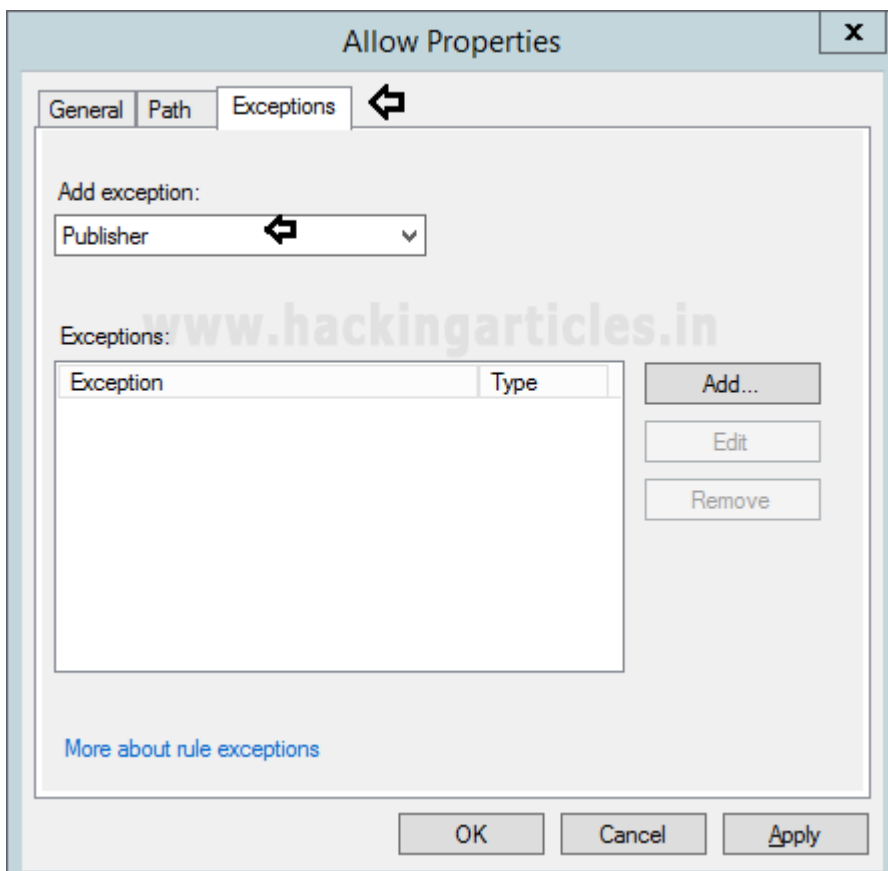 Allow Properties
x
General Path Exceptions
Add exception:
Publisher
www.hackingarticles.in
Exceptions:
Exception Type
Add...
Edit
Remove
More about rule exceptions
OK Cancel Apply